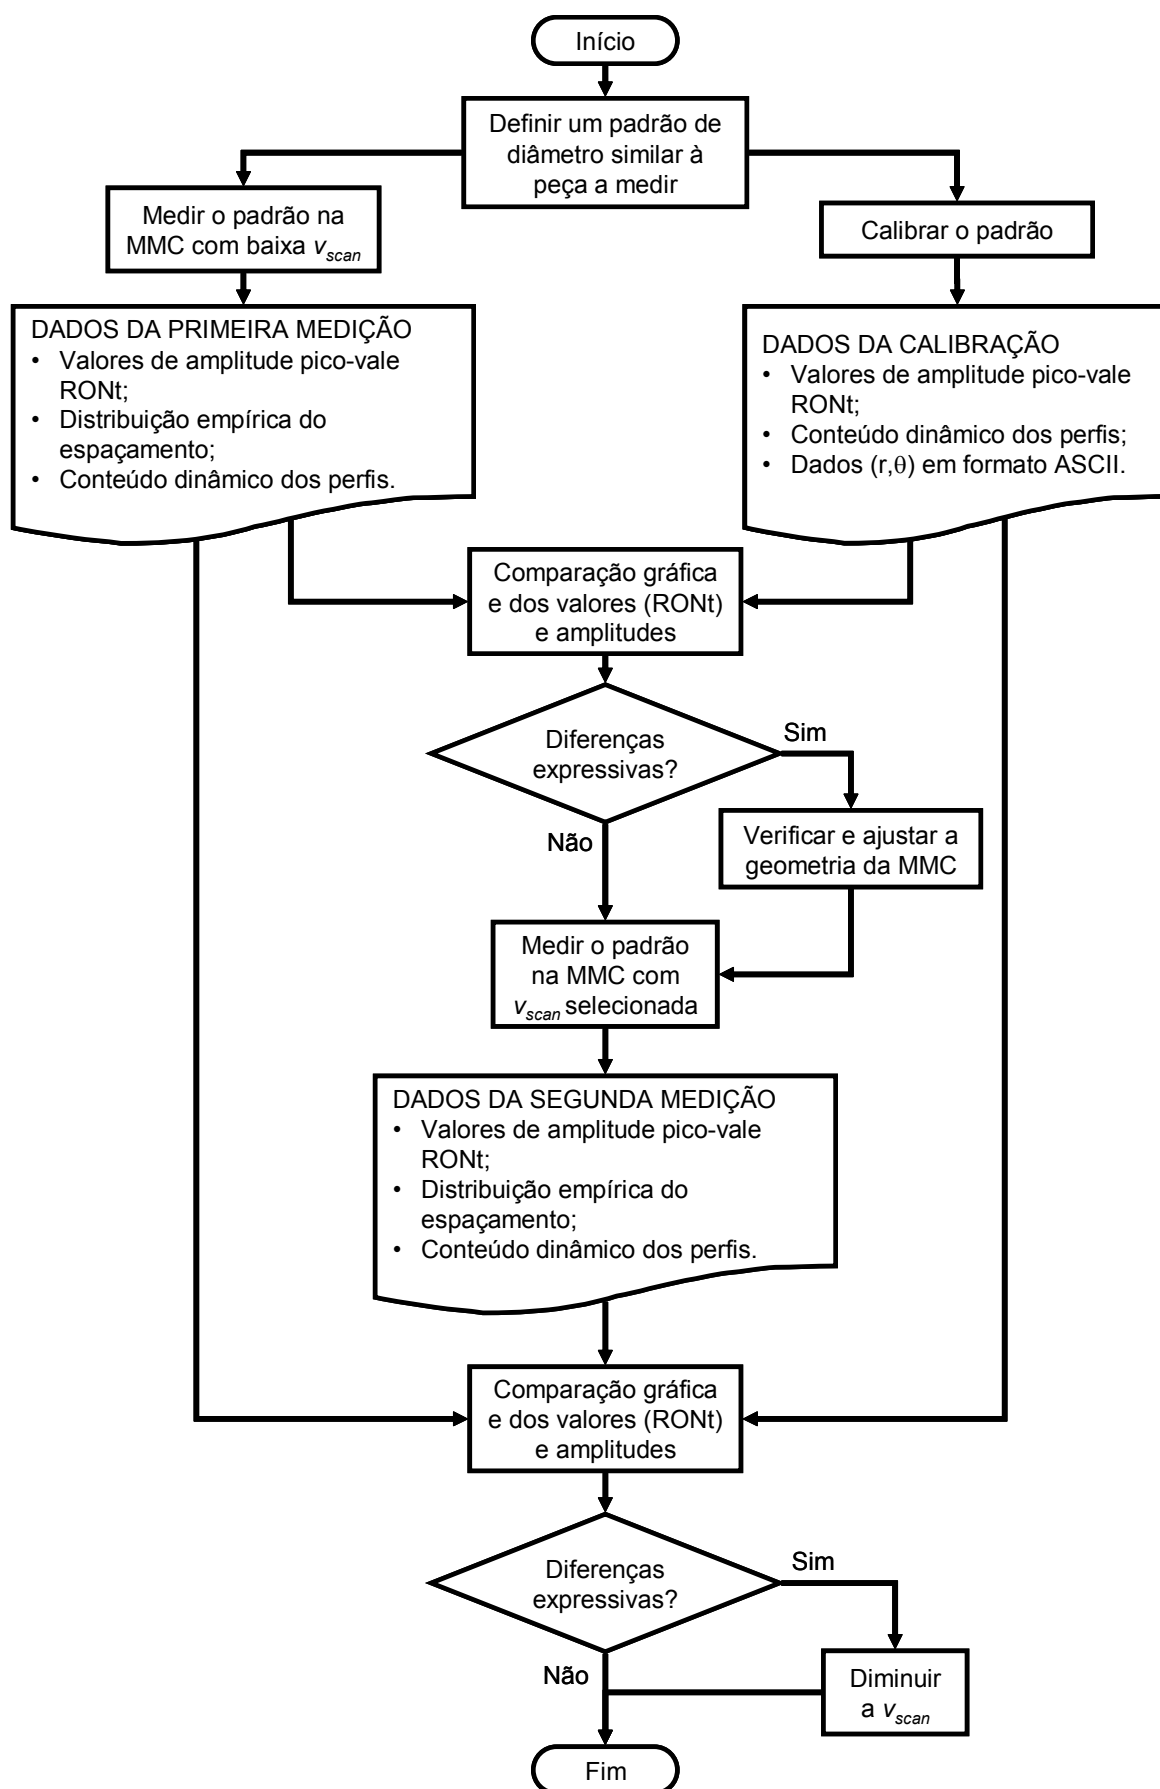 Início
Definir um padrão de
diâmetro similar à
peça a medir
Medir o padrão na
MMC com baixa vscan
Calibrar o padrão
DADOS DA PRIMEIRA MEDIÇÃO
• Valores de amplitude pico-vale
RONt;
• Distribuição empírica do
espaçamento;
• Conteúdo dinâmico dos perfis.
DADOS DA CALIBRAÇÃO
• Valores de amplitude pico-vale
RONt;
• Conteúdo dinâmico dos perfis;
• Dados (r,θ) em formato ASCII.
Comparação gráfica
e dos valores (RONt)
e amplitudes
Diferenças
expressivas?
Sim
Não
Verificar e ajustar a
geometria da MMC
Medir o padrão
na MMC com
vscan selecionada
DADOS DA SEGUNDA MEDIÇÃO
• Valores de amplitude pico-vale
RONt;
• Distribuição empírica do
espaçamento;
• Conteúdo dinâmico dos perfis.
Comparação gráfica
e dos valores (RONt)
e amplitudes
Diferenças
expressivas?
Sim
Não
Diminuir
a vscan
Fim